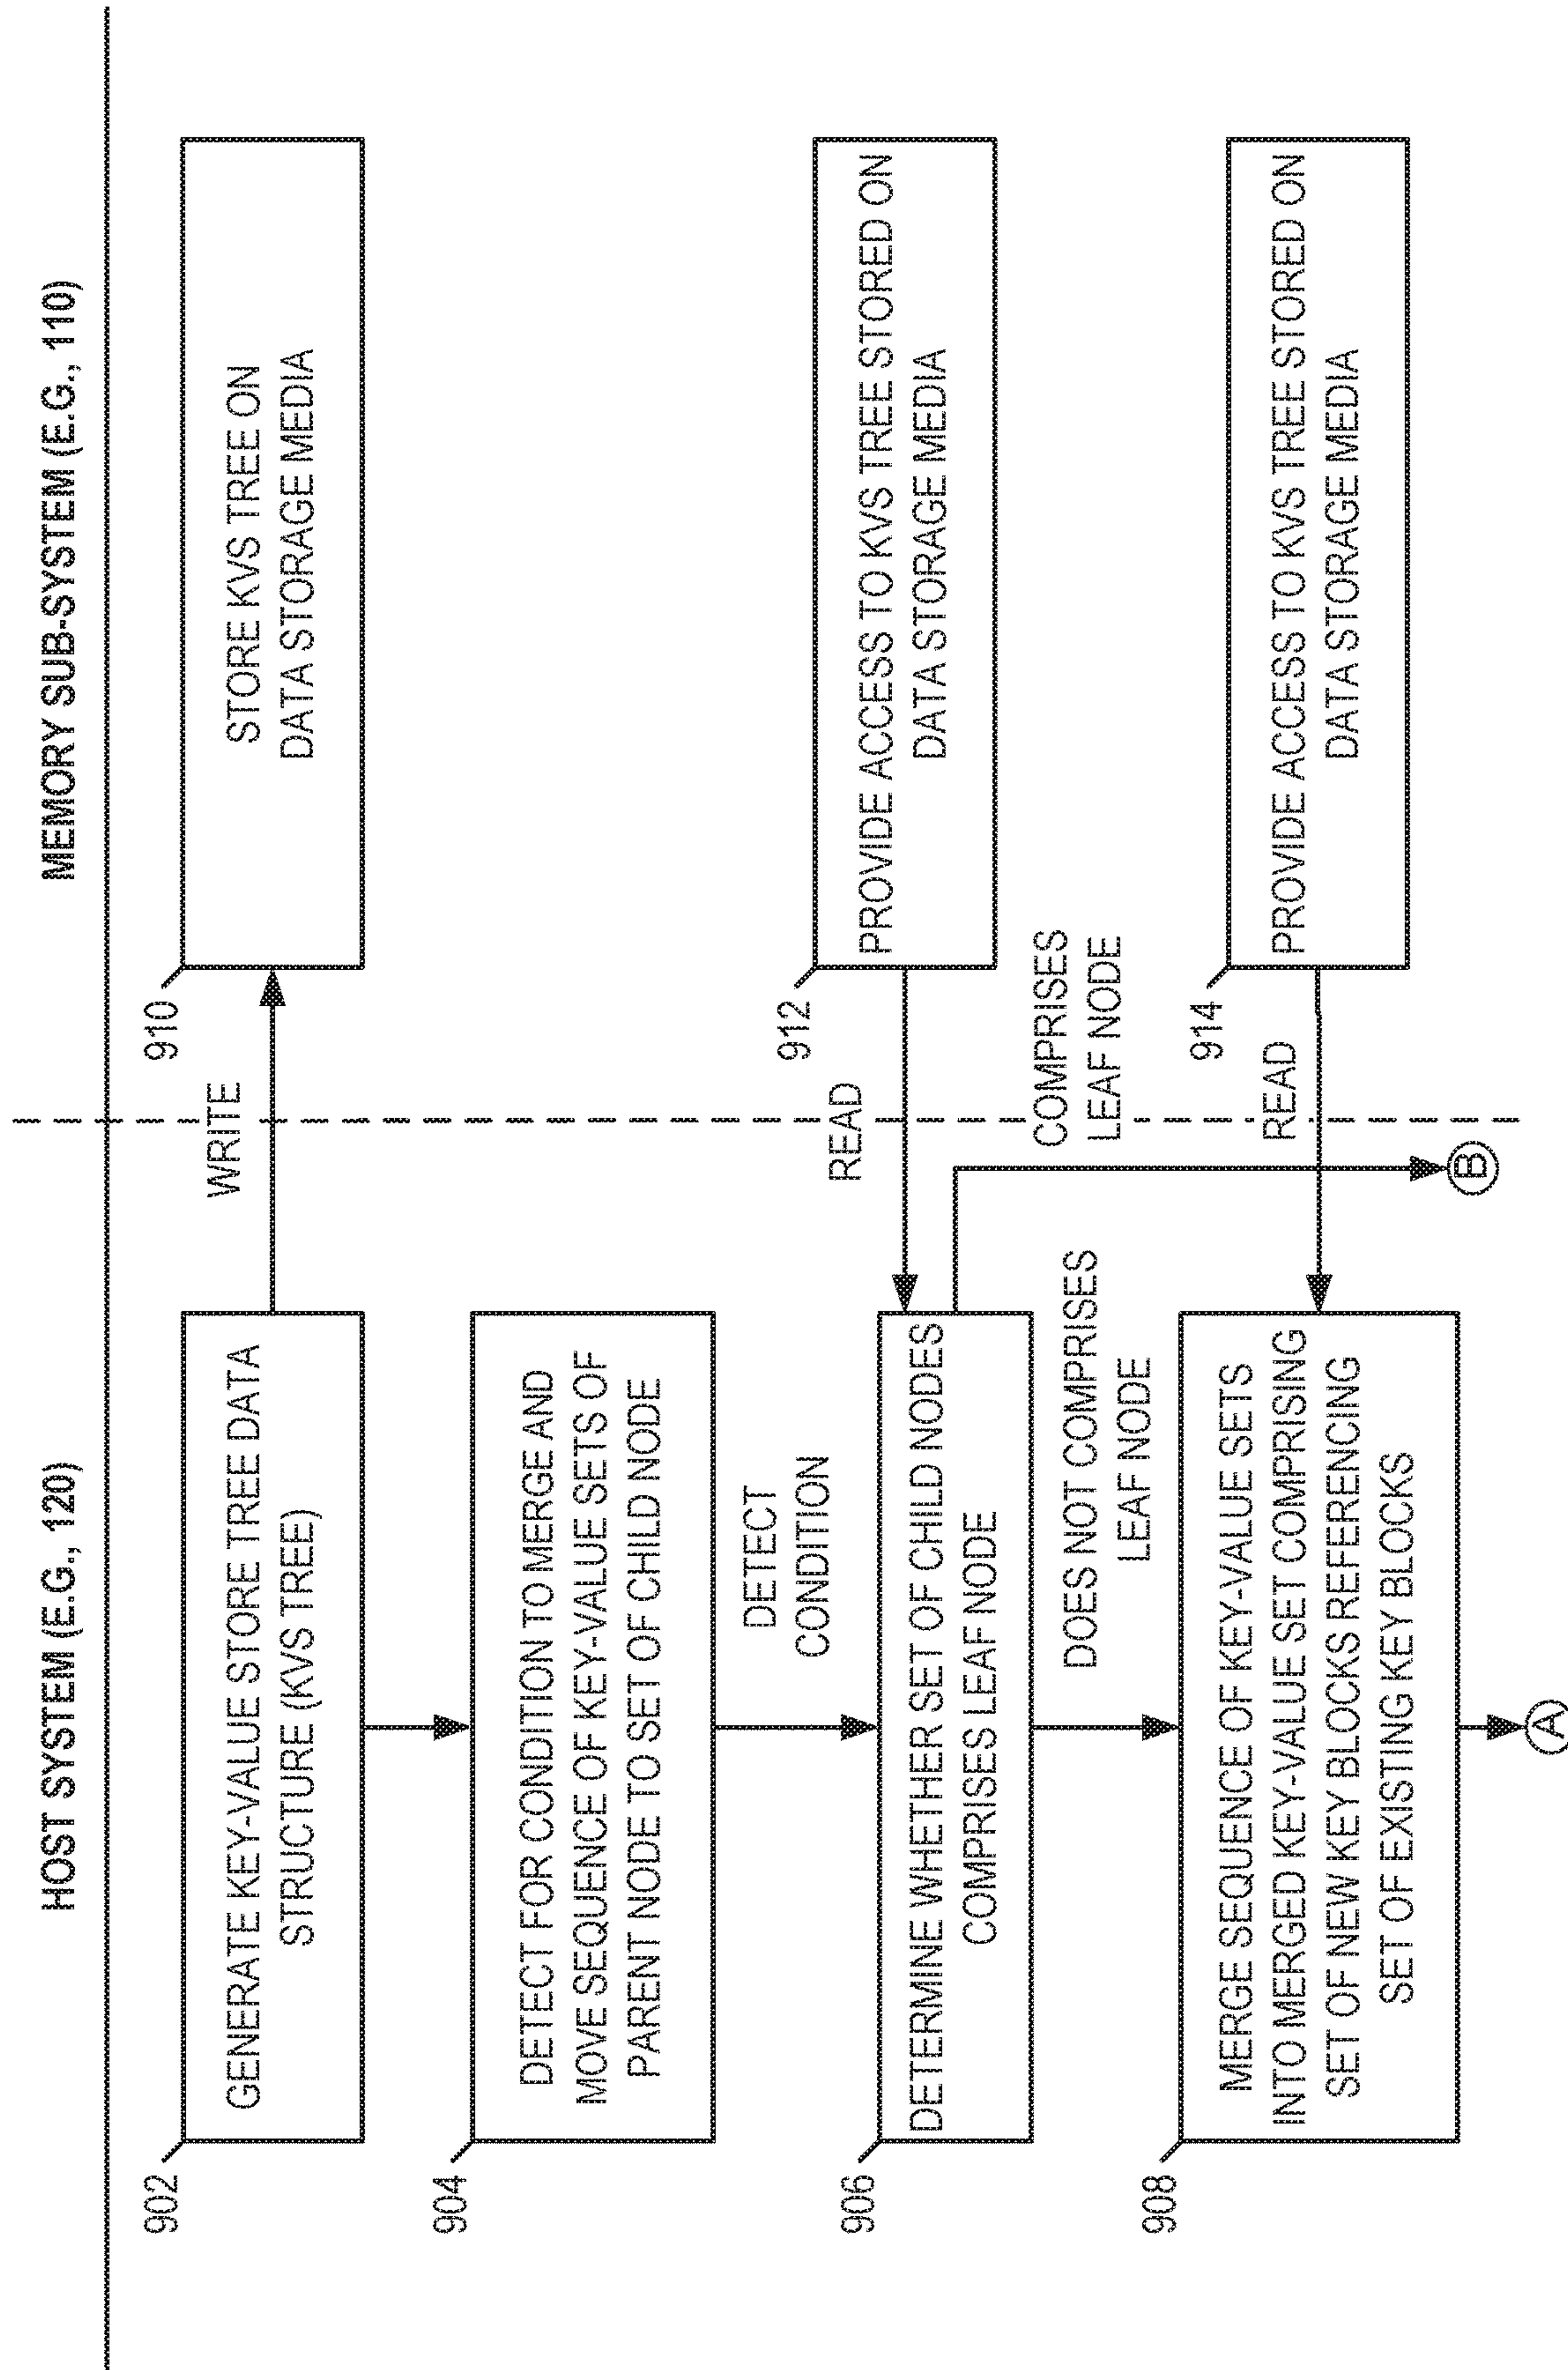 HOST SYSTEM (E.G., 120)
MEMORY SUB-SYSTEM (E.G., 110)
902
GENERATE KEY-VALUE STORE TREE DATA
STRUCTURE (KVS TREE)
WRITE
910
STORE KVS TREE ON
DATA STORAGE MEDIA
904
DETECT FOR CONDITION TO MERGE AND
MOVE SEQUENCE OF KEY-VALUE SETS OF
PARENT NODE TO SET OF CHILD NODE
DETECT
CONDITION
906
DETERMINE WHETHER SET OF CHILD NODES
COMPRISES LEAF NODE
READ
912
PROVIDE ACCESS TO KVS TREE STORED ON
DATA STORAGE MEDIA
DOES NOT COMPRISES
LEAF NODE
COMPRISES
LEAF NODE
908
MERGE SEQUENCE OF KEY-VALUE SETS
INTO MERGED KEY-VALUE SET COMPRISING
SET OF NEW KEY BLOCKS REFERENCING
SET OF EXISTING KEY BLOCKS
READ
914
PROVIDE ACCESS TO KVS TREE STORED ON
DATA STORAGE MEDIA
B
A